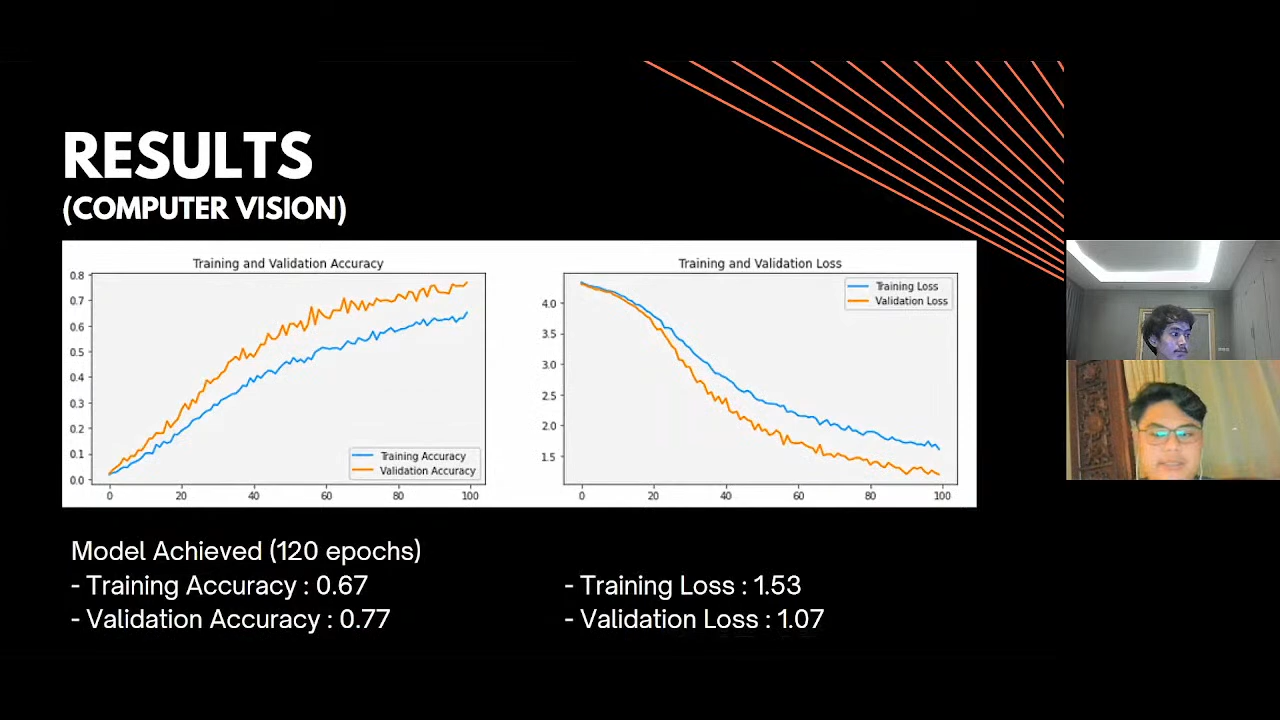 RESULTS
(COMPUTER VISION)
Training and Validation Accuracy
0.8
0.7
0.6
0.5
0.4
0.3
0.2
0.1
0.0
0 20 40 60 80 100
Training Accuracy
Validation Accuracy
Training and Validation Loss
4.0
3.5
3.0
2.5
2.0
1.5
0 20 40 60 80 100
Training Loss
Validation Loss
Model Achieved (120 epochs)
- Training Accuracy : 0.67
- Validation Accuracy : 0.77
- Training Loss : 1.53
- Validation Loss : 1.07